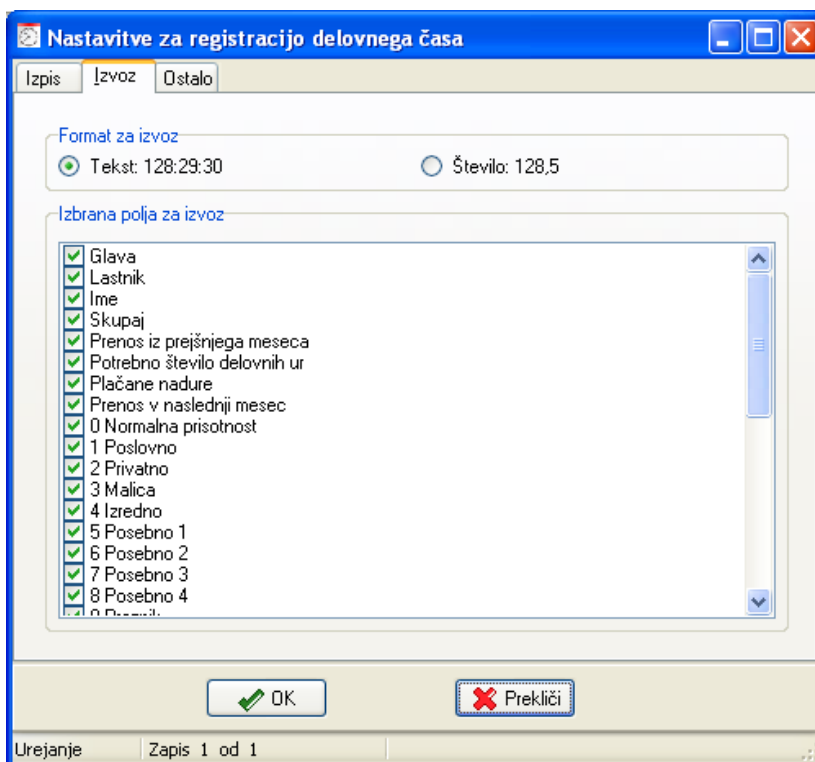 Nastavitve za registracijo delovnega časa
Izpis Izvoz Ostalo
Format za izvoz
Tekst: 128:29:30 Število: 128,5
Izbrana polja za izvoz
Glava
Lastnik
Ime
Skupaj
Prenos iz prejšnjega meseca
Potrebno število delovnih ur
Plačane nadure
Prenos v naslednji mesec
0 Normalna prisotnost
1 Poslovno
2 Privatno
3 Malica
4 Izredno
5 Posebno 1
6 Posebno 2
7 Posebno 3
8 Posebno 4
OK Prekliči
Urejanje Zapis 1 od 1